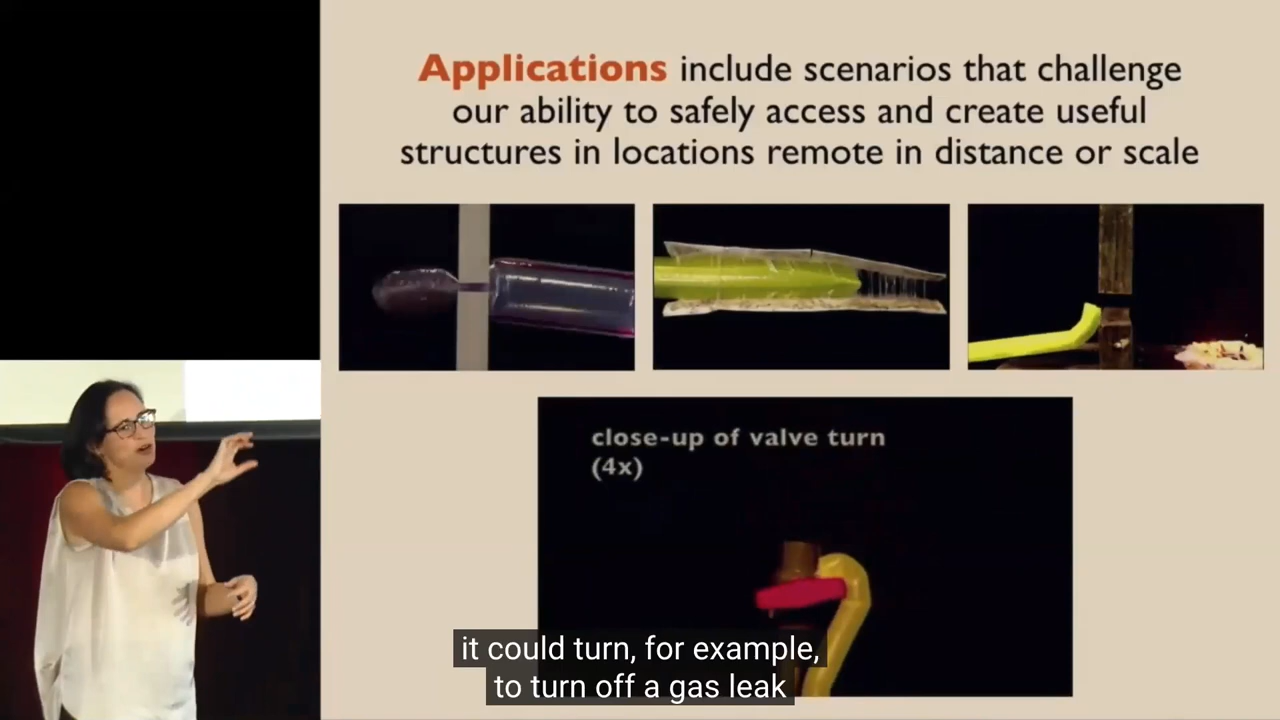 Applications include scenarios that challenge
our ability to safely access and create useful
structures in locations remote in distance or scale
close-up of valve turn
(4x)
it could turn, for example,
to turn off a gas leak